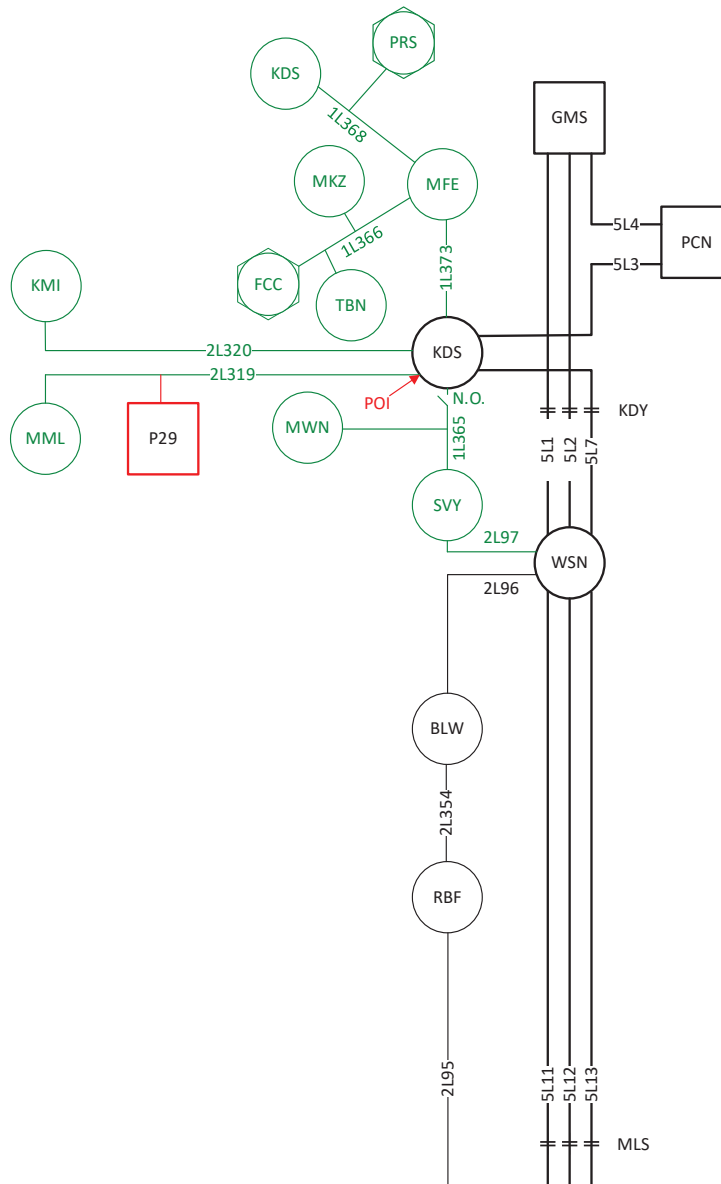 PRS
KDS
1L368
GMS
MKZ
MFE
1L366
5L4
PCN
5L3
FCC
TBN
1L373
KMI
2L320
KDS
2L319
POI
N.O.
KDY
MML
P29
MWN
1L365
5L1
5L2
5L7
SVY
2L97
WSN
2L96
BLW
2L354
RBF
2L95
5L11
5L12
5L13
MLS